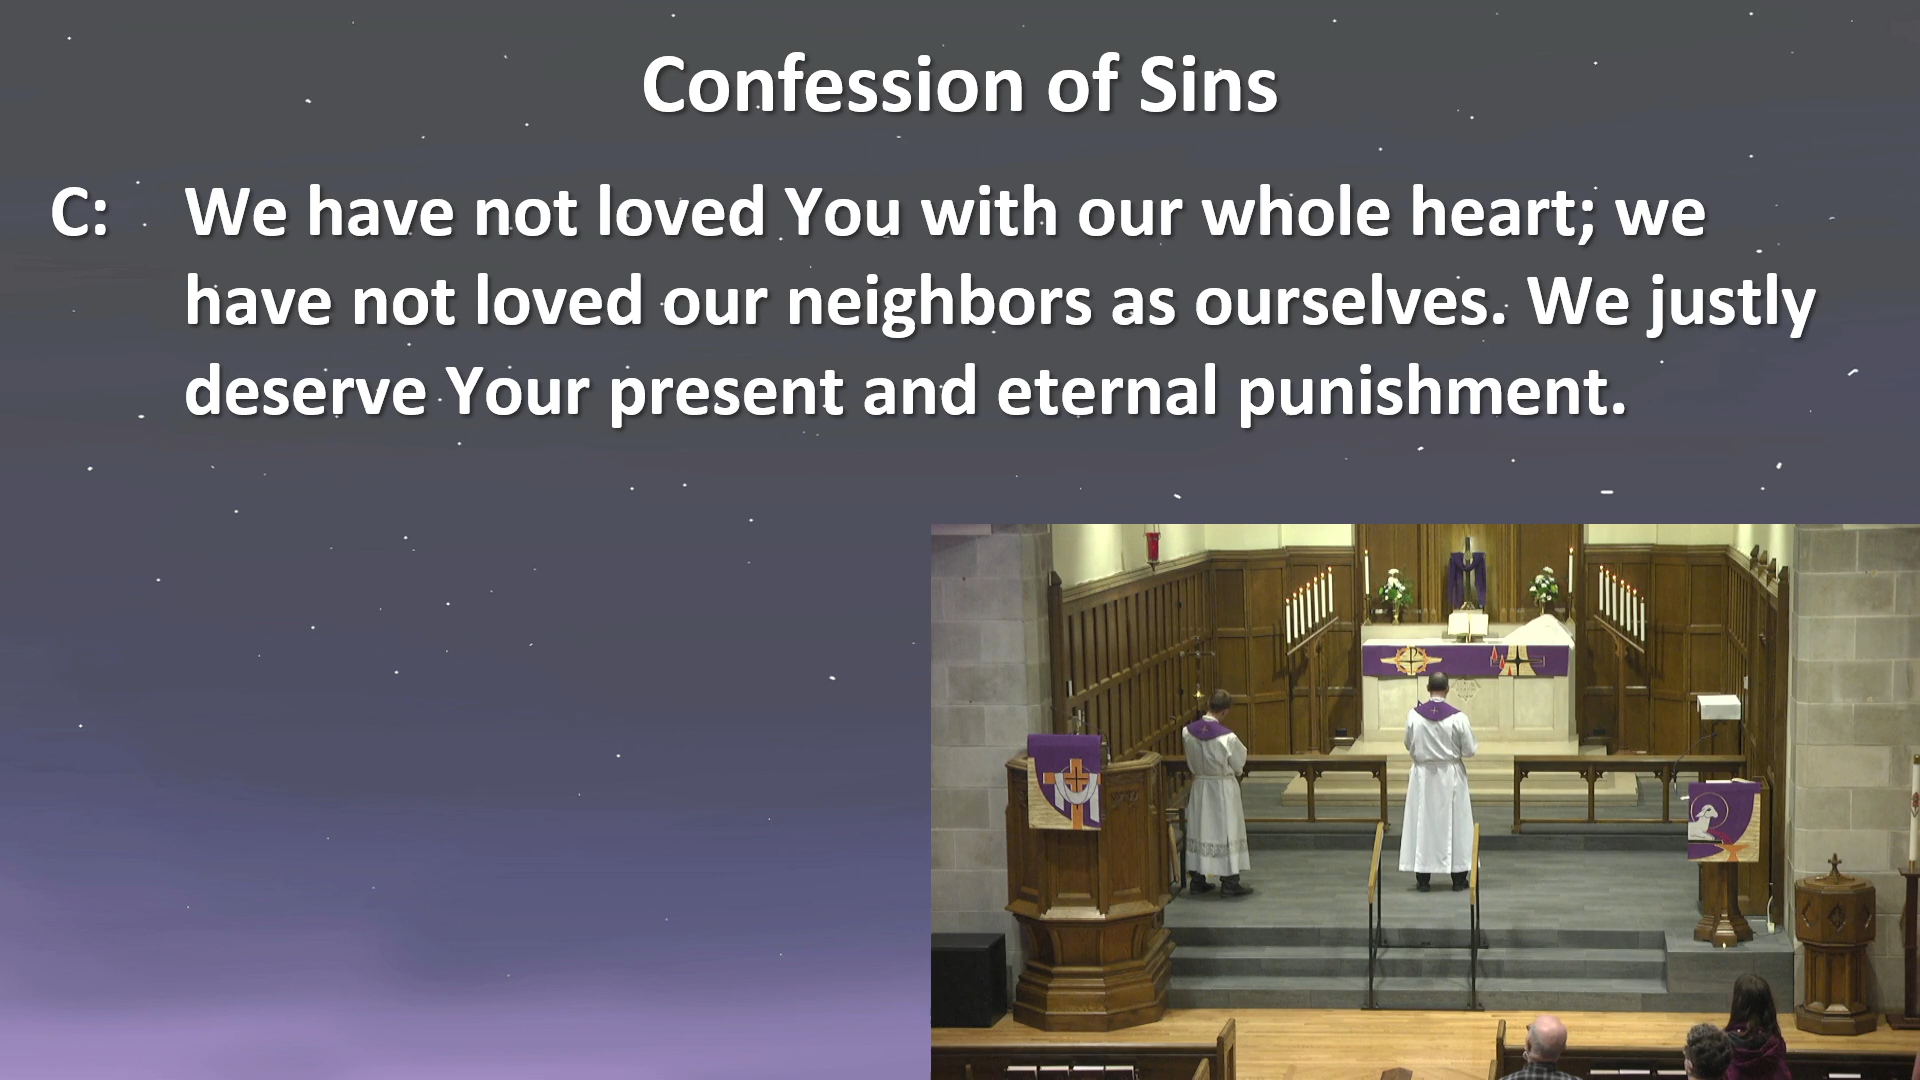 Confession of Sins
C: We have not loved You with our whole heart; we
have not loved our neighbors as ourselves. We justly
deserve Your present and eternal punishment.